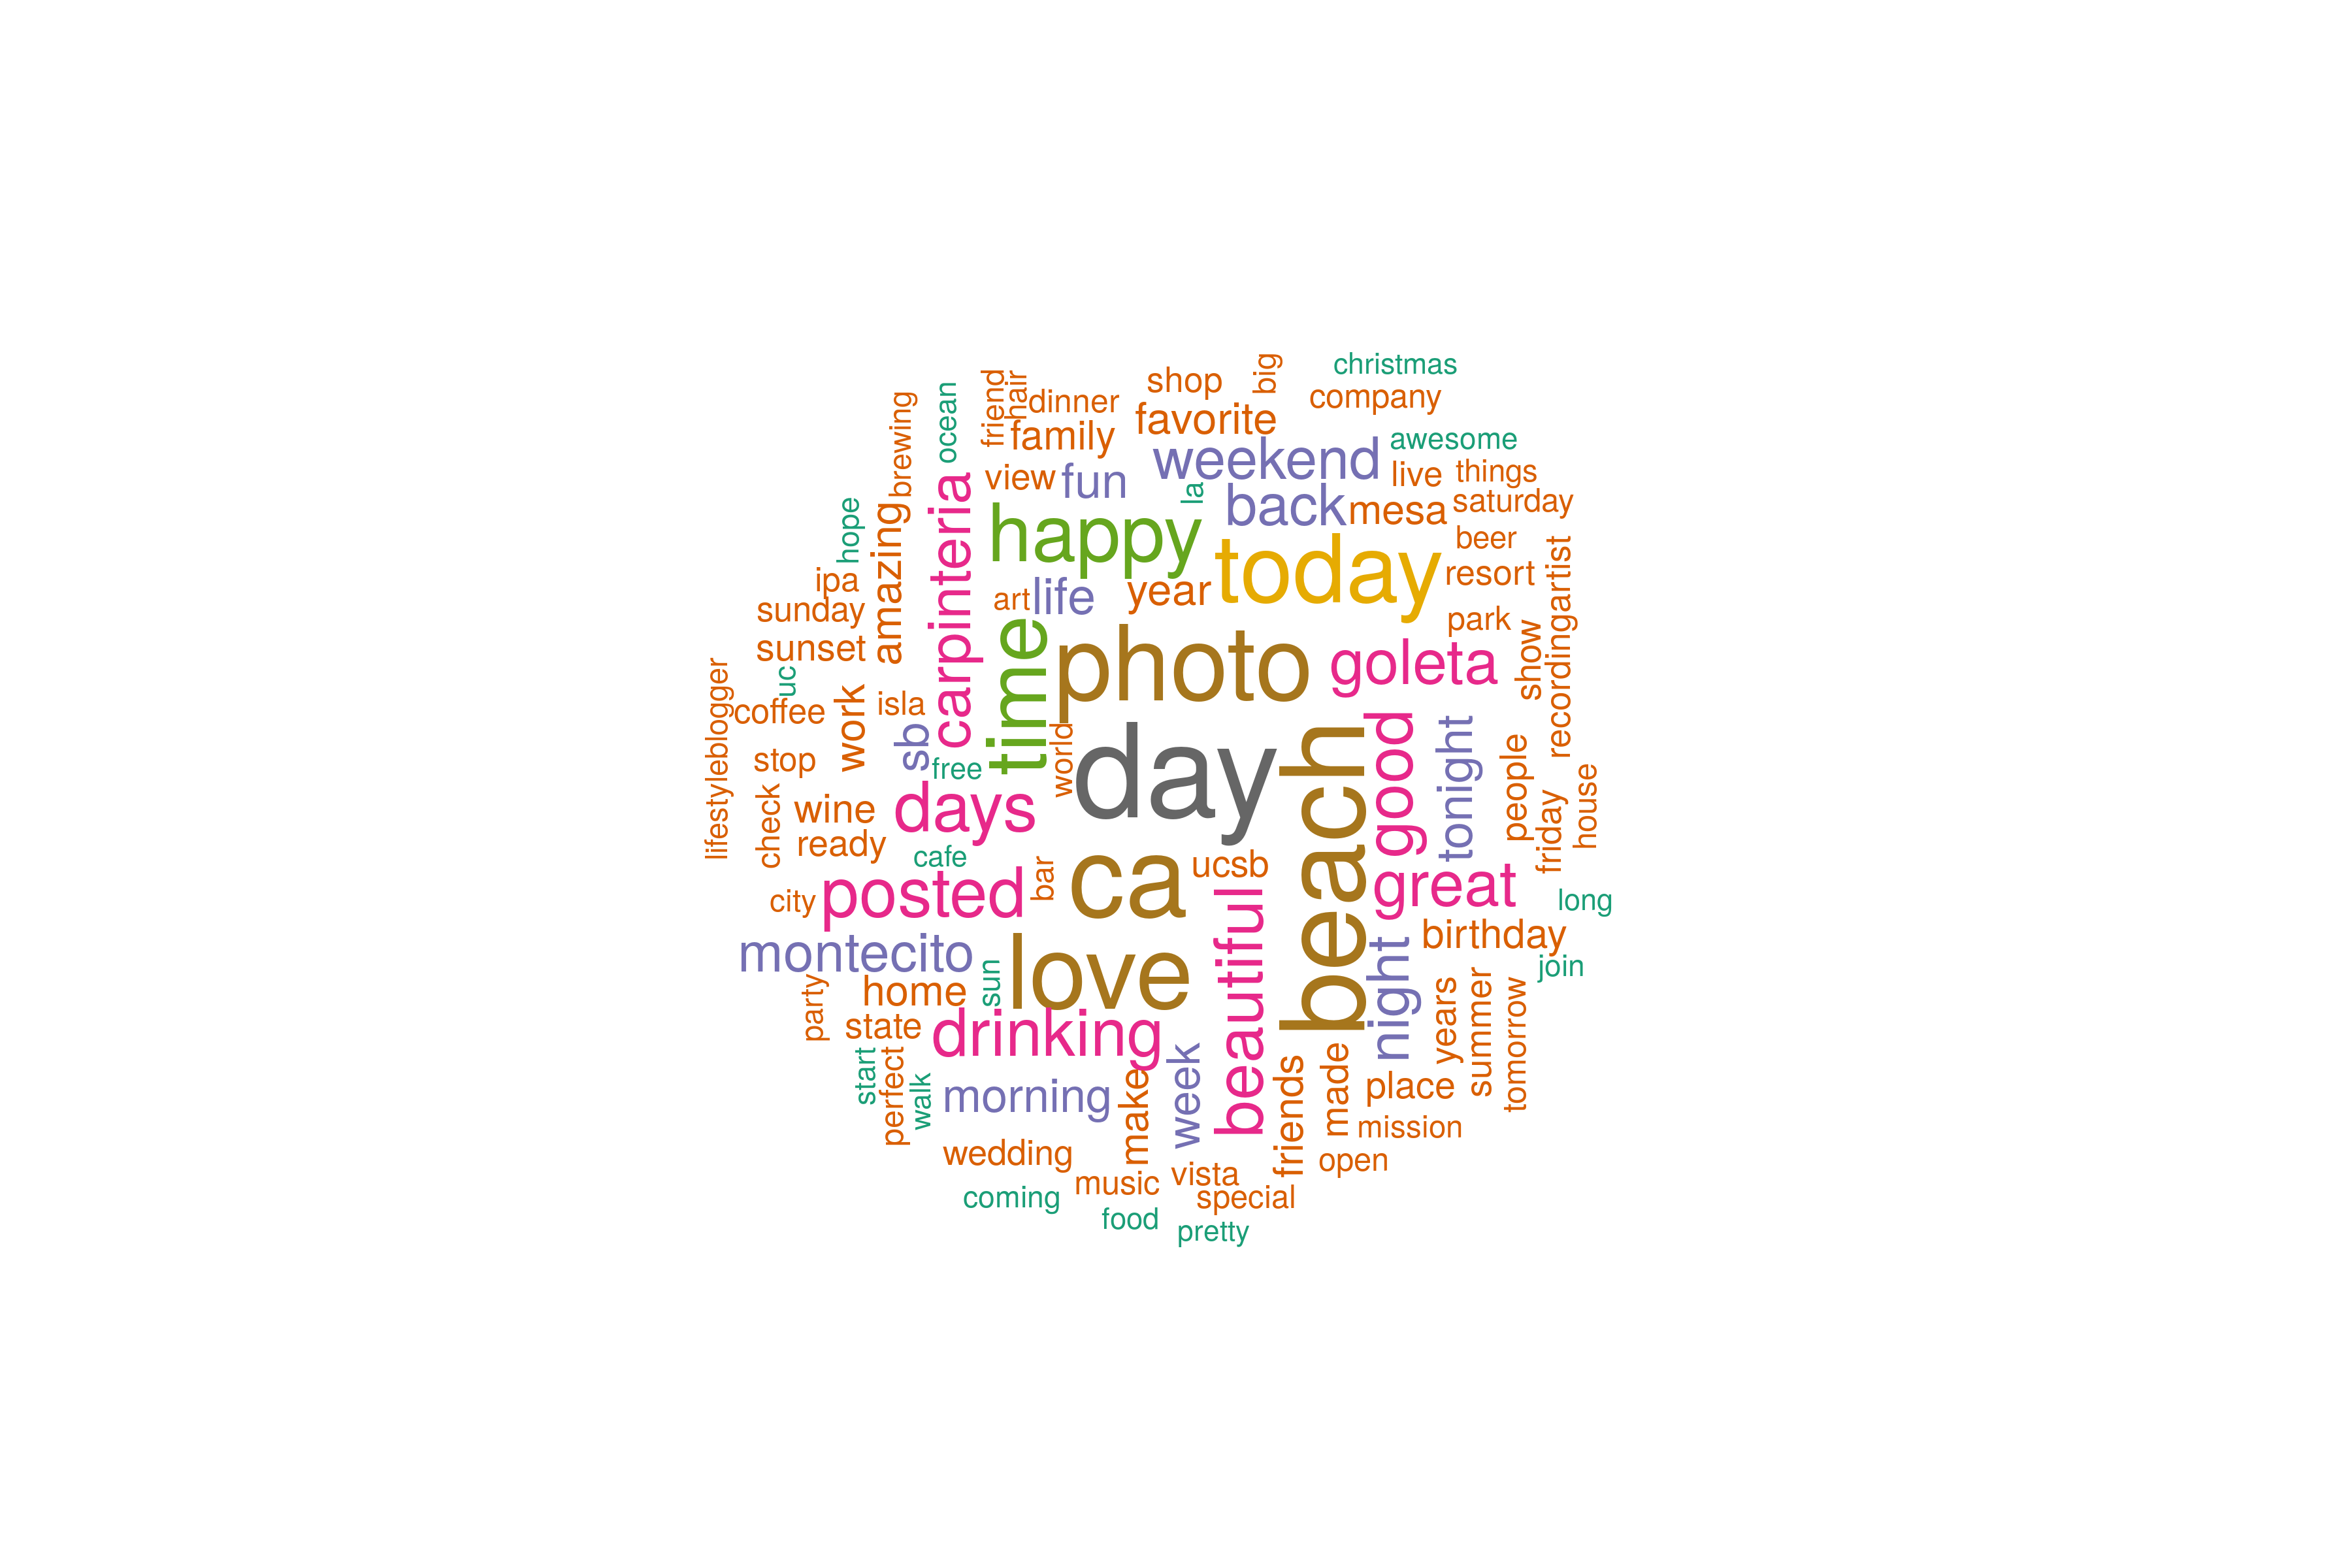 christmas
big
shop
company
friend
hair
dinner
ocean
brewing
favorite
family
awesome
weekend
live
things
view
fun
la
saturday
back
mesa
carpinteria
hope
amazing
happy
beer
today
resort
recordingartist
ipa
sunday
art
life
year
park
sunset
time
photo
goleta
show
uc
lifestyleblogger
coffee
work
isla
sb
world
day
beach
good
tonight
people
stop
free
house
check
wine
days
friday
ready
cafe
bar
ca
ucsb
great
city
posted
long
beautiful
birthday
montecito
sun
love
night
join
home
party
years
summer
tomorrow
state
drinking
start
perfect
walk
morning
make
week
friends
made
place
mission
wedding
open
music
vista
coming
special
food
pretty